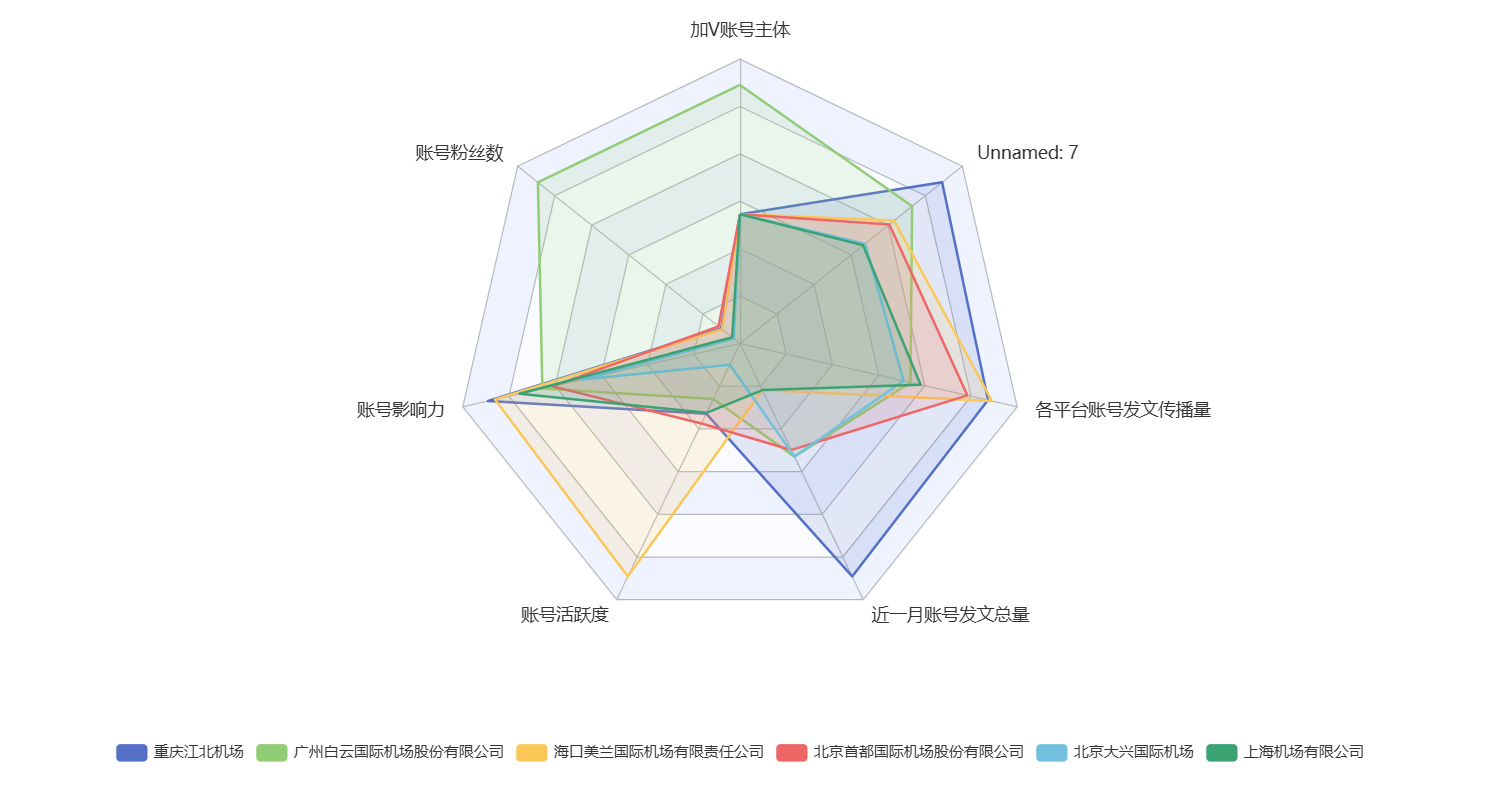 加V账号主体
账号粉丝数
Unnamed: 7
账号影响力
各平台账号发文传播量
账号活跃度
近一月账号发文总量
重庆江北机场
广州白云国际机场股份有限公司
海口美兰国际机场有限责任公司
北京首都国际机场股份有限公司
北京大兴国际机场
上海机场有限公司